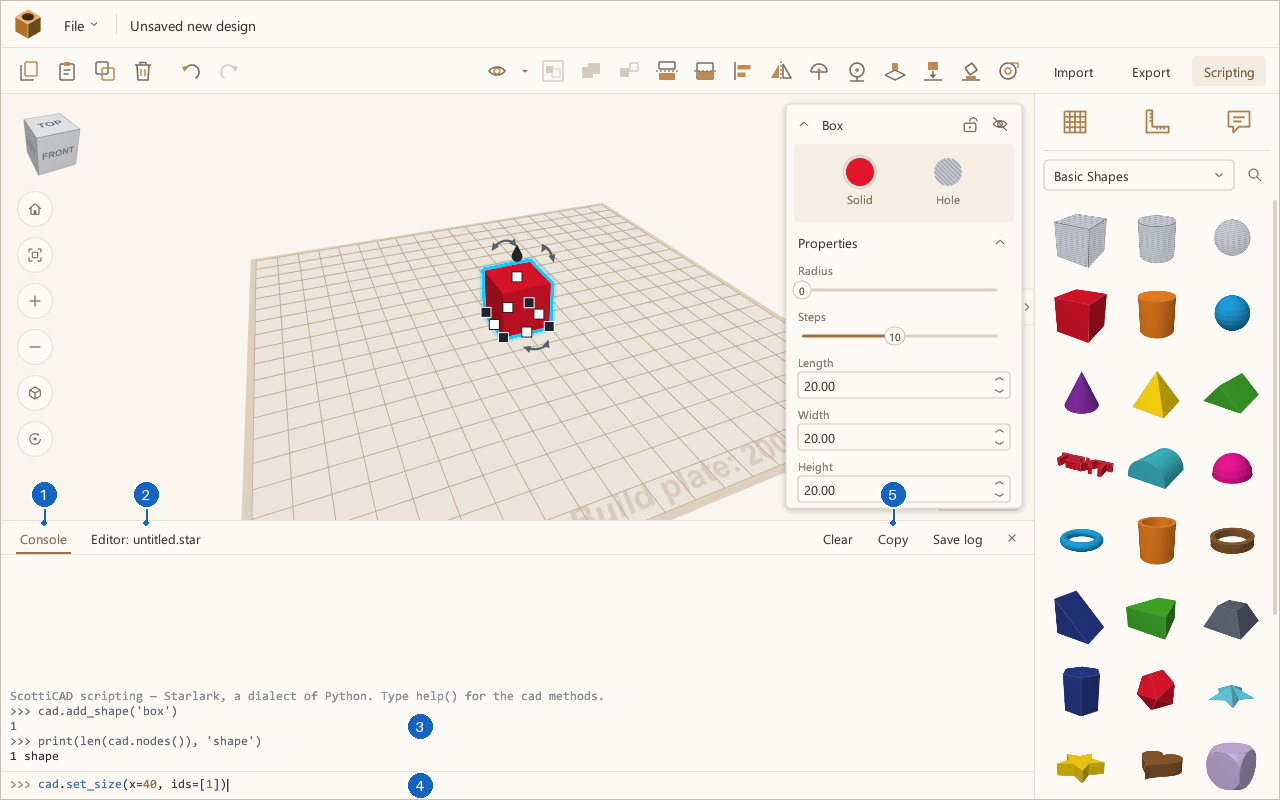 File
Unsaved new design
Import
Export
Scripting
TOP
FRONT
Box
Solid
Hole
Properties
Radius
0
Steps
10
Length
20.00
Width
20.00
Height
20.00
Build plate: 200
Basic Shapes
1
2
5
Console
Editor: untitled.star
Clear
Copy
Save log
ScottiCAD scripting — Starlark, a dialect of Python. Type help() for the cad methods.
>>> cad.add_shape('box')
1
3
>>> print(len(cad.nodes()), 'shape')
1 shape
>>> cad.set_size(x=40, ids=[1])
4